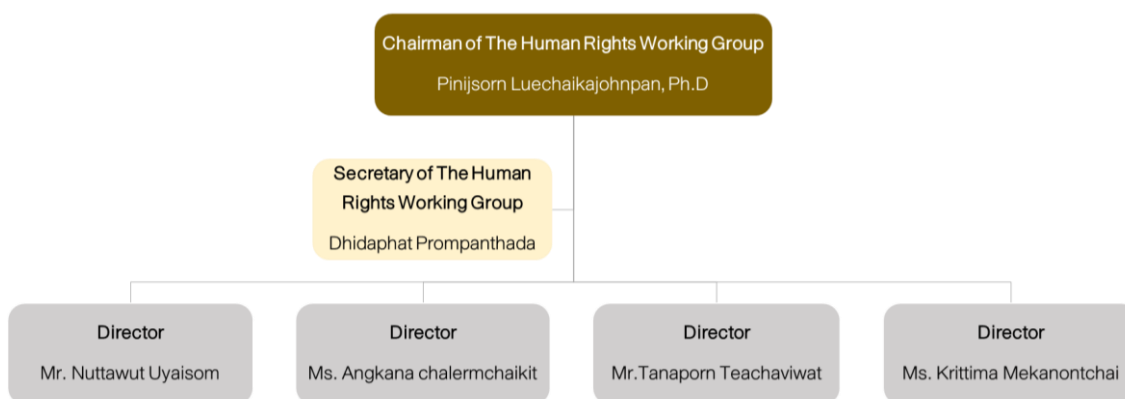 Chairman of The Human Rights Working Group
Pinijsorn Luechaikajohnpan, Ph.D
Secretary of The Human
Rights Working Group
Dhidaphat Prompanthada
Director
Mr. Nuttawut Uyaisom
Director
Ms. Angkana chalermchaikit
Director
Mr.Tanaporn Teachaviwat
Director
Ms. Krittima Mekanontchai